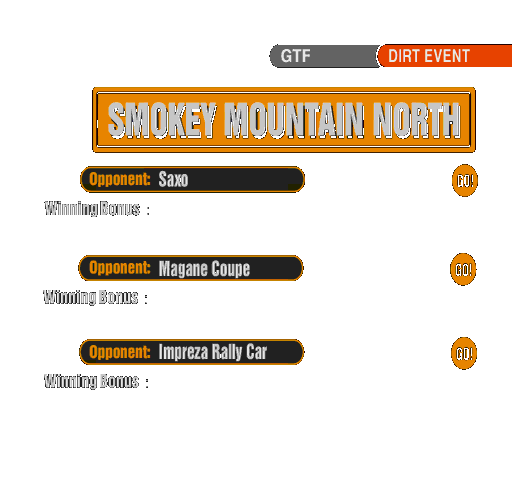 GTF DIRT EVENT
SMOKEY MOUNTAIN NORTH
Opponent: Saxo GO!
Winning Bonus :
Opponent: Magane Coupe GO!
Winning Bonus :
Opponent: Impreza Rally Car GO!
Winning Bonus :